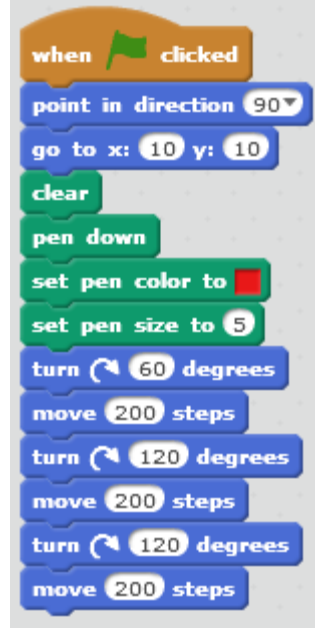 when clicked
point in direction 90
go to x: 10 y: 10
clear
pen down
set pen color to
set pen size to 5
turn 60 degrees
move 200 steps
turn 120 degrees
move 200 steps
turn 120 degrees
move 200 steps